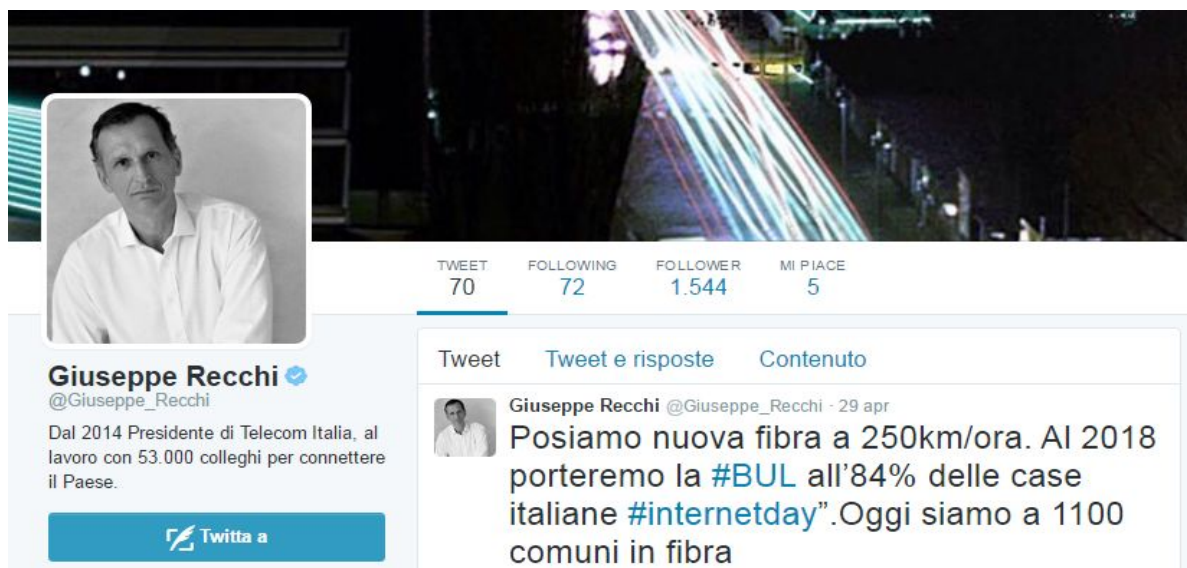 TWEET FOLLOWING FOLLOWER MI PIACE
70 72 1.544 5
Giuseppe Recchi
@Giuseppe_Recchi
Dal 2014 Presidente di Telecom Italia, al
lavoro con 53.000 colleghi per connettere
il Paese.
Twitta a
Tweet Tweet e risposte Contenuto
Giuseppe Recchi @Giuseppe_Recchi · 29 apr
Posiamo nuova fibra a 250km/ora. Al 2018
porteremo la #BUL all’84% delle case
italiane #internetday”.Oggi siamo a 1100
comuni in fibra